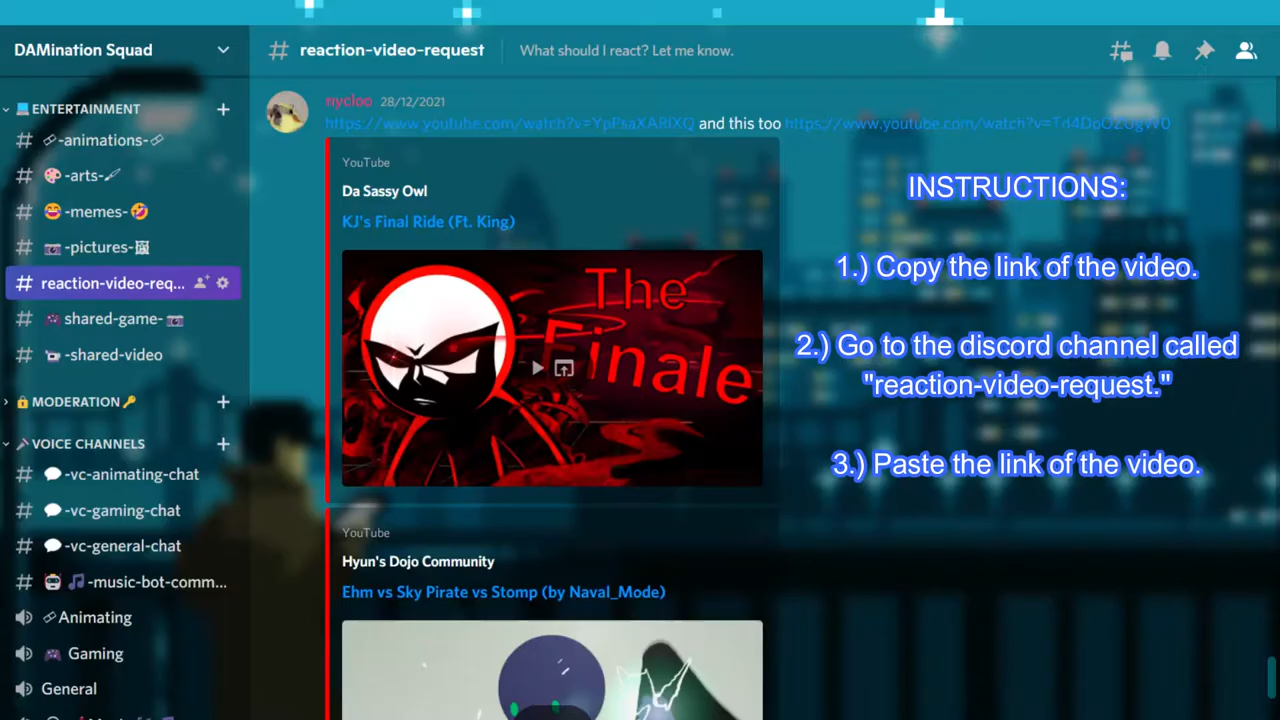 DAMination Squad
# reaction-video-request
What should I react? Let me know.
ENTERTAINMENT
-animations-
-arts-
-memes-
-pictures-
reaction-video-req...
-shared-game-
-shared-video
MODERATION
VOICE CHANNELS
-vc-animating-chat
-vc-gaming-chat
-vc-general-chat
-music-bot-comm...
Animating
Gaming
General
nycloo 28/12/2021
and this too
YouTube
Da Sassy Owl
KJ's Final Ride (Ft. King)
The
Finale
YouTube
Hyun's Dojo Community
Ehm vs Sky Pirate vs Stomp (by Naval_Mode)
INSTRUCTIONS:
1.) Copy the link of the video.
2.) Go to the discord channel called
"reaction-video-request."
3.) Paste the link of the video.